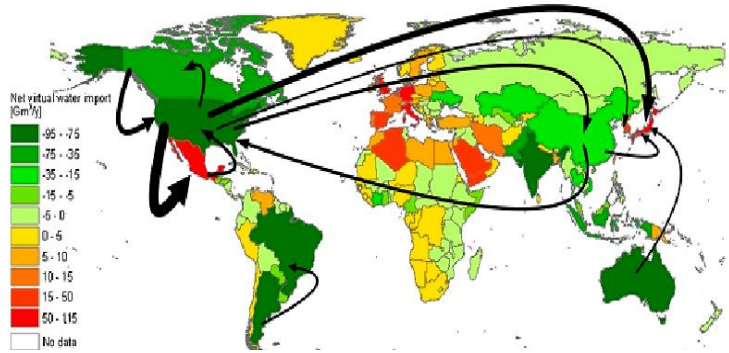 Net virtual water import
[Gm³/y]
-95 - -75
-75 - -35
-35 - -15
-15 - -5
-5 - 0
0 - 5
5 - 10
10 - 15
15 - 50
50 - 115
No data